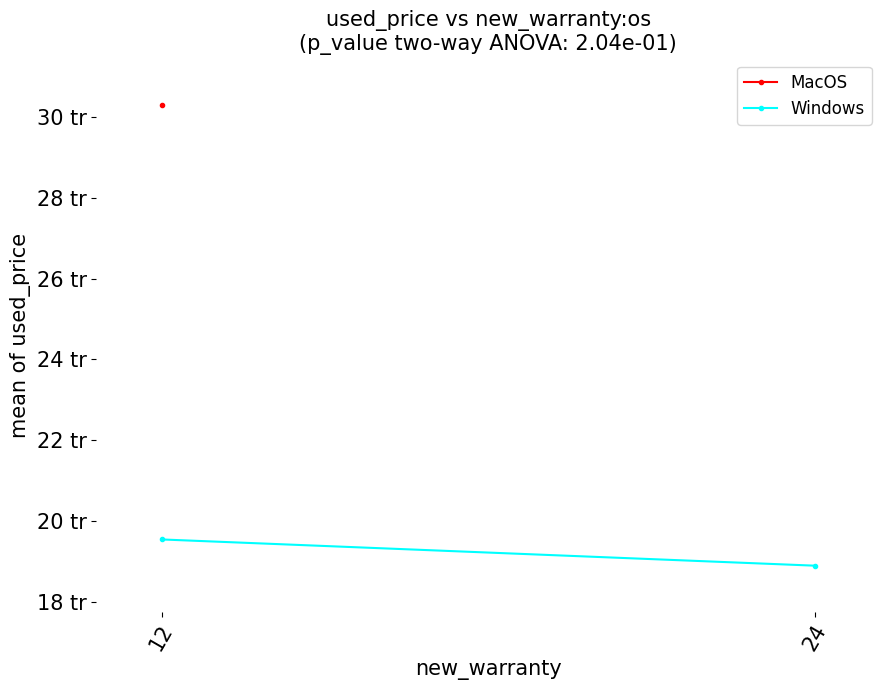 used_price vs new_warranty:os
(p_value two-way ANOVA: 2.04e-01)
MacOS
Windows
30 tr
28 tr
26 tr
24 tr
22 tr
20 tr
18 tr
mean of used_price
12
24
new_warranty